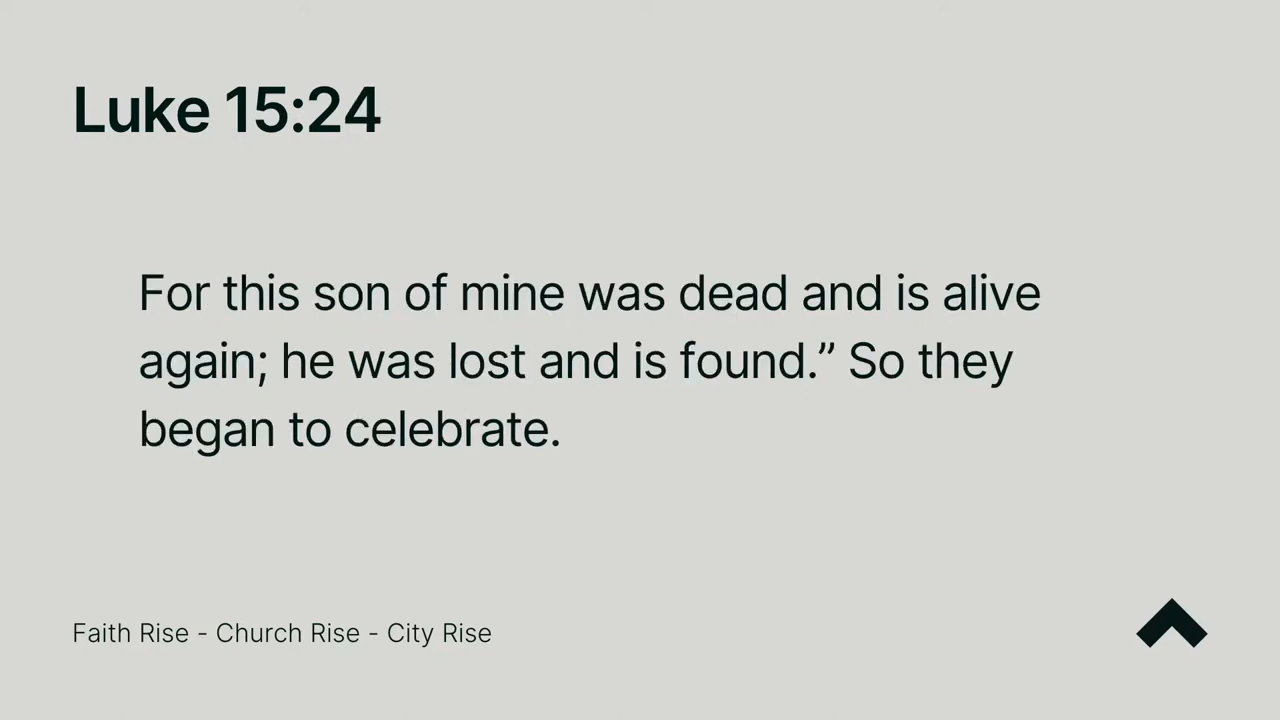 Luke 15:24
For this son of mine was dead and is alive
again; he was lost and is found.” So they
began to celebrate.
Faith Rise - Church Rise - City Rise